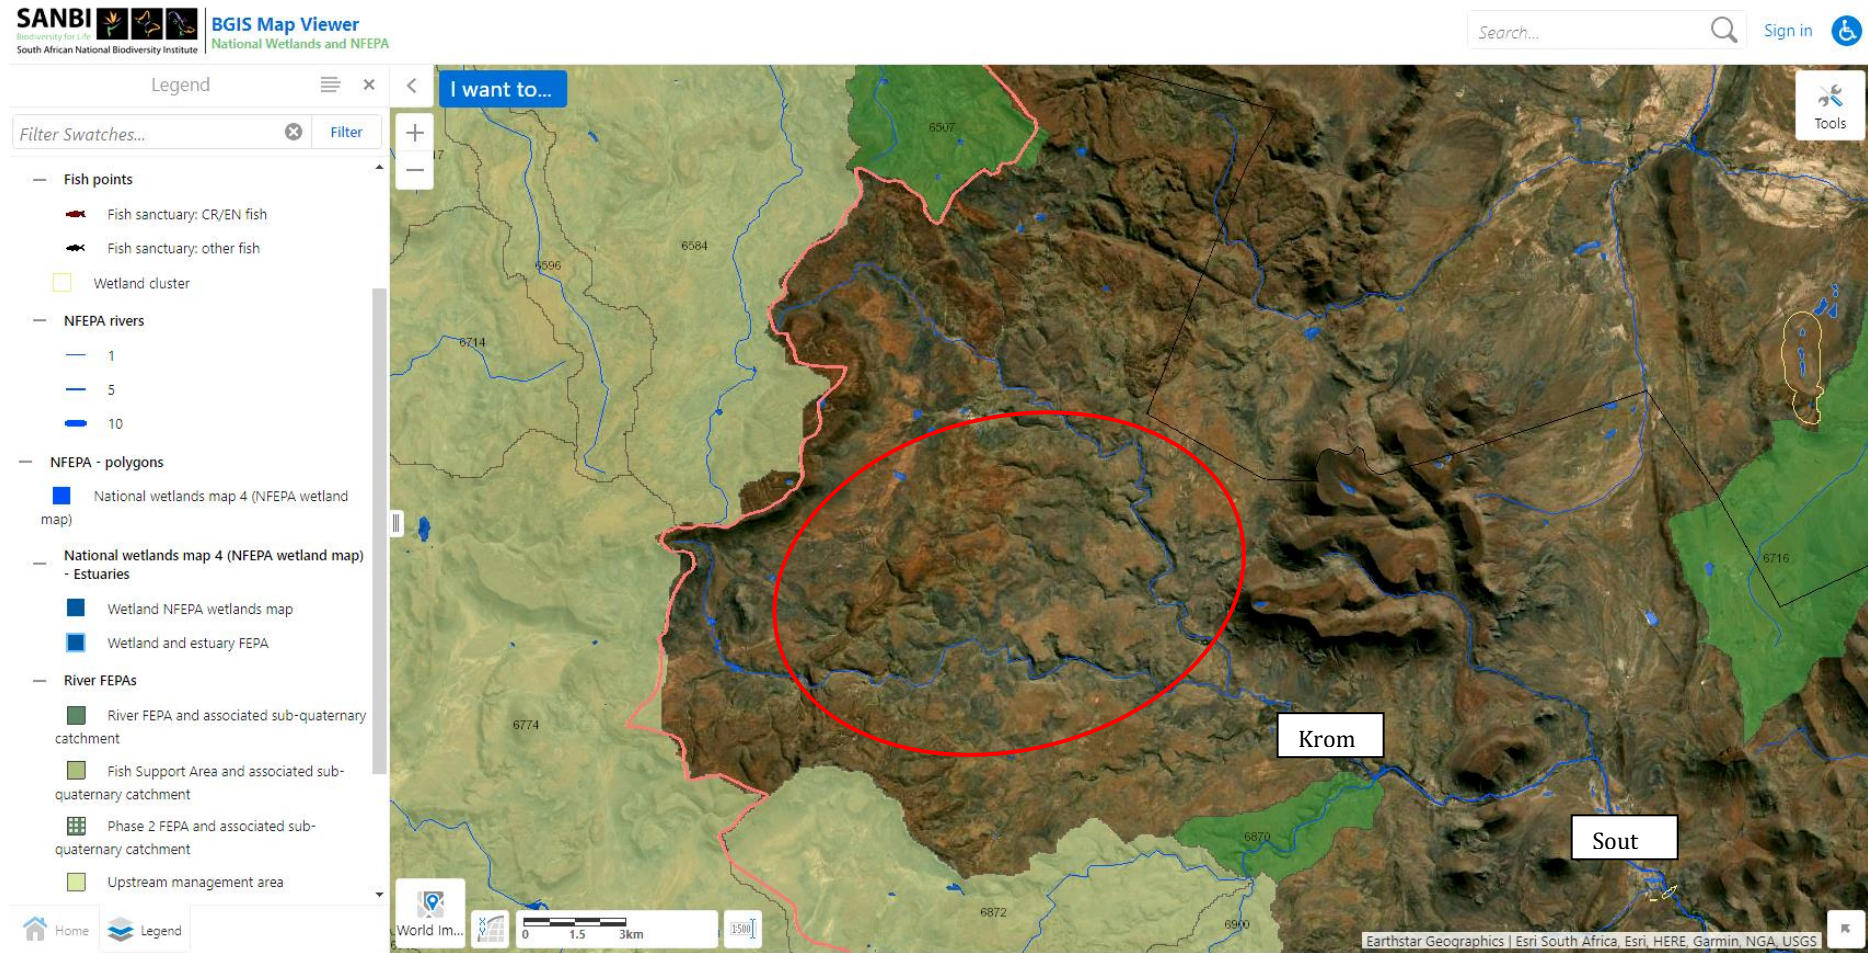 SANBI
Biodiversity for Life
South African National Biodiversity Institute
BGIS Map Viewer
National Wetlands and NFEPA
Search...
Sign in
Legend
Filter Swatches...
Filter
Fish points
Fish sanctuary: CR/EN fish
Fish sanctuary: other fish
Wetland cluster
NFEPA rivers
1
5
10
NFEPA - polygons
National wetlands map 4 (NFEPA wetland
map)
National wetlands map 4 (NFEPA wetland map)
- Estuaries
Wetland NFEPA wetlands map
Wetland and estuary FEPA
River FEPAs
River FEPA and associated sub-quaternary
catchment
Fish Support Area and associated sub-
quaternary catchment
Phase 2 FEPA and associated sub-
quaternary catchment
Upstream management area
Home
Legend
I want to...
Tools
17
6507
6584
6596
6714
6716
6774
Krom
6870
Sout
6872
6900
World Im...
0 1.5 3km
1:500
Earthstar Geographics | Esri South Africa, Esri, HERE, Garmin, NGA, USGS